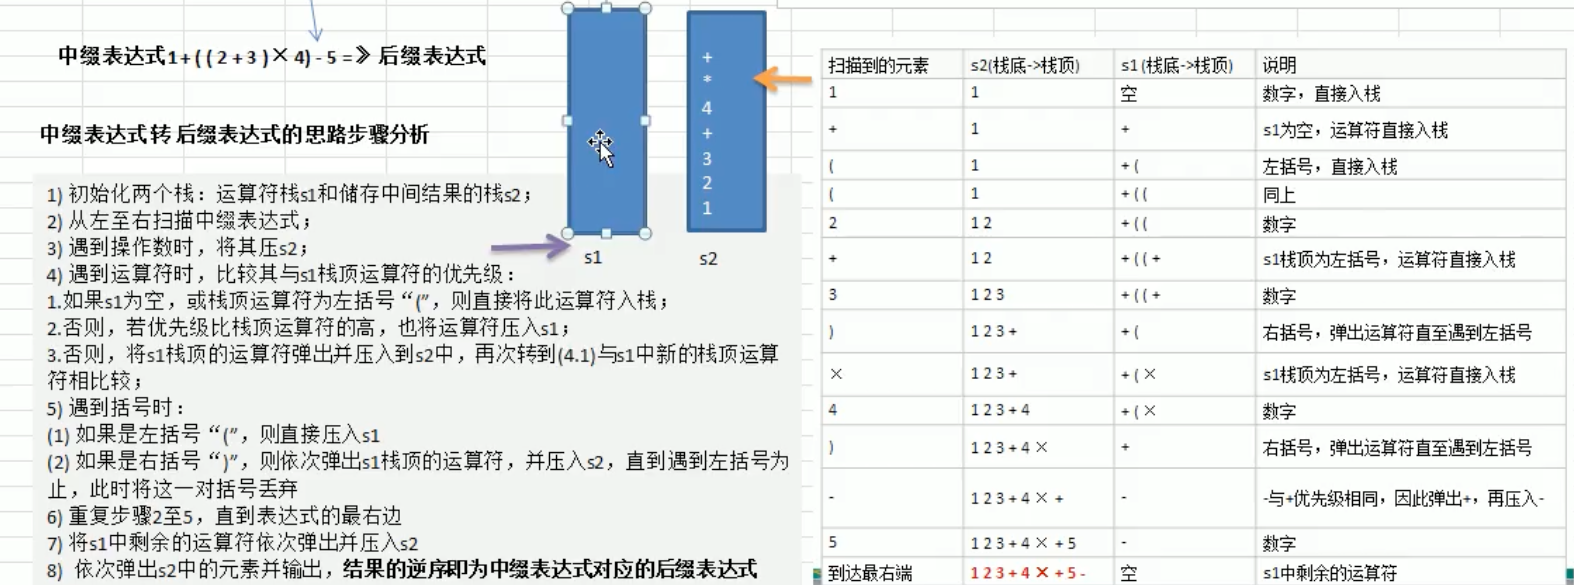 中缀表达式1+((2+3)×4)-5=》后缀表达式
中缀表达式转后缀表达式的思路步骤分析
1) 初始化两个栈：运算符栈s1和储存中间结果的栈s2；
2) 从左至右扫描中缀表达式；
3) 遇到操作数时，将其压s2；
4) 遇到运算符时，比较其与s1栈顶运算符的优先级：
1.如果s1为空，或栈顶运算符为左括号“(”，则直接将此运算符入栈；
2.否则，若优先级比栈顶运算符的高，也将运算符压入s1；
3.否则，将s1栈顶的运算符弹出并压入到s2中，再次转到(4.1)与s1中新的栈顶运算
符相比较；
5) 遇到括号时：
(1) 如果是左括号“(”，则直接压入s1
(2) 如果是右括号“)”，则依次弹出s1栈顶的运算符，并压入s2，直到遇到左括号为
止，此时将这一对括号丢弃
6) 重复步骤2至5，直到表达式的最右边
7) 将s1中剩余的运算符依次弹出并压入s2
8) 依次弹出s2中的元素并输出，结果的逆序即为中缀表达式对应的后缀表达式
s1
+
*
4
+
3
2
1
s2
扫描到的元素 s2(栈底->栈顶) s1 (栈底->栈顶) 说明
1 1 空 数字，直接入栈
+ 1 + s1为空，运算符直接入栈
( 1 + ( 左括号，直接入栈
( 1 + ( ( 同上
2 1 2 + ( ( 数字
+ 1 2 + ( ( + s1栈顶为左括号，运算符直接入栈
3 1 2 3 + ( ( + 数字
) 1 2 3 + + ( 右括号，弹出运算符直至遇到左括号
× 1 2 3 + + ( × s1栈顶为左括号，运算符直接入栈
4 1 2 3 + 4 + ( × 数字
) 1 2 3 + 4 × + 右括号，弹出运算符直至遇到左括号
- 1 2 3 + 4 × + - -与+优先级相同，因此弹出+，再压入-
5 1 2 3 + 4 × + 5 - 数字
到达最右端 1 2 3 + 4 × + 5 - 空 s1中剩余的运算符